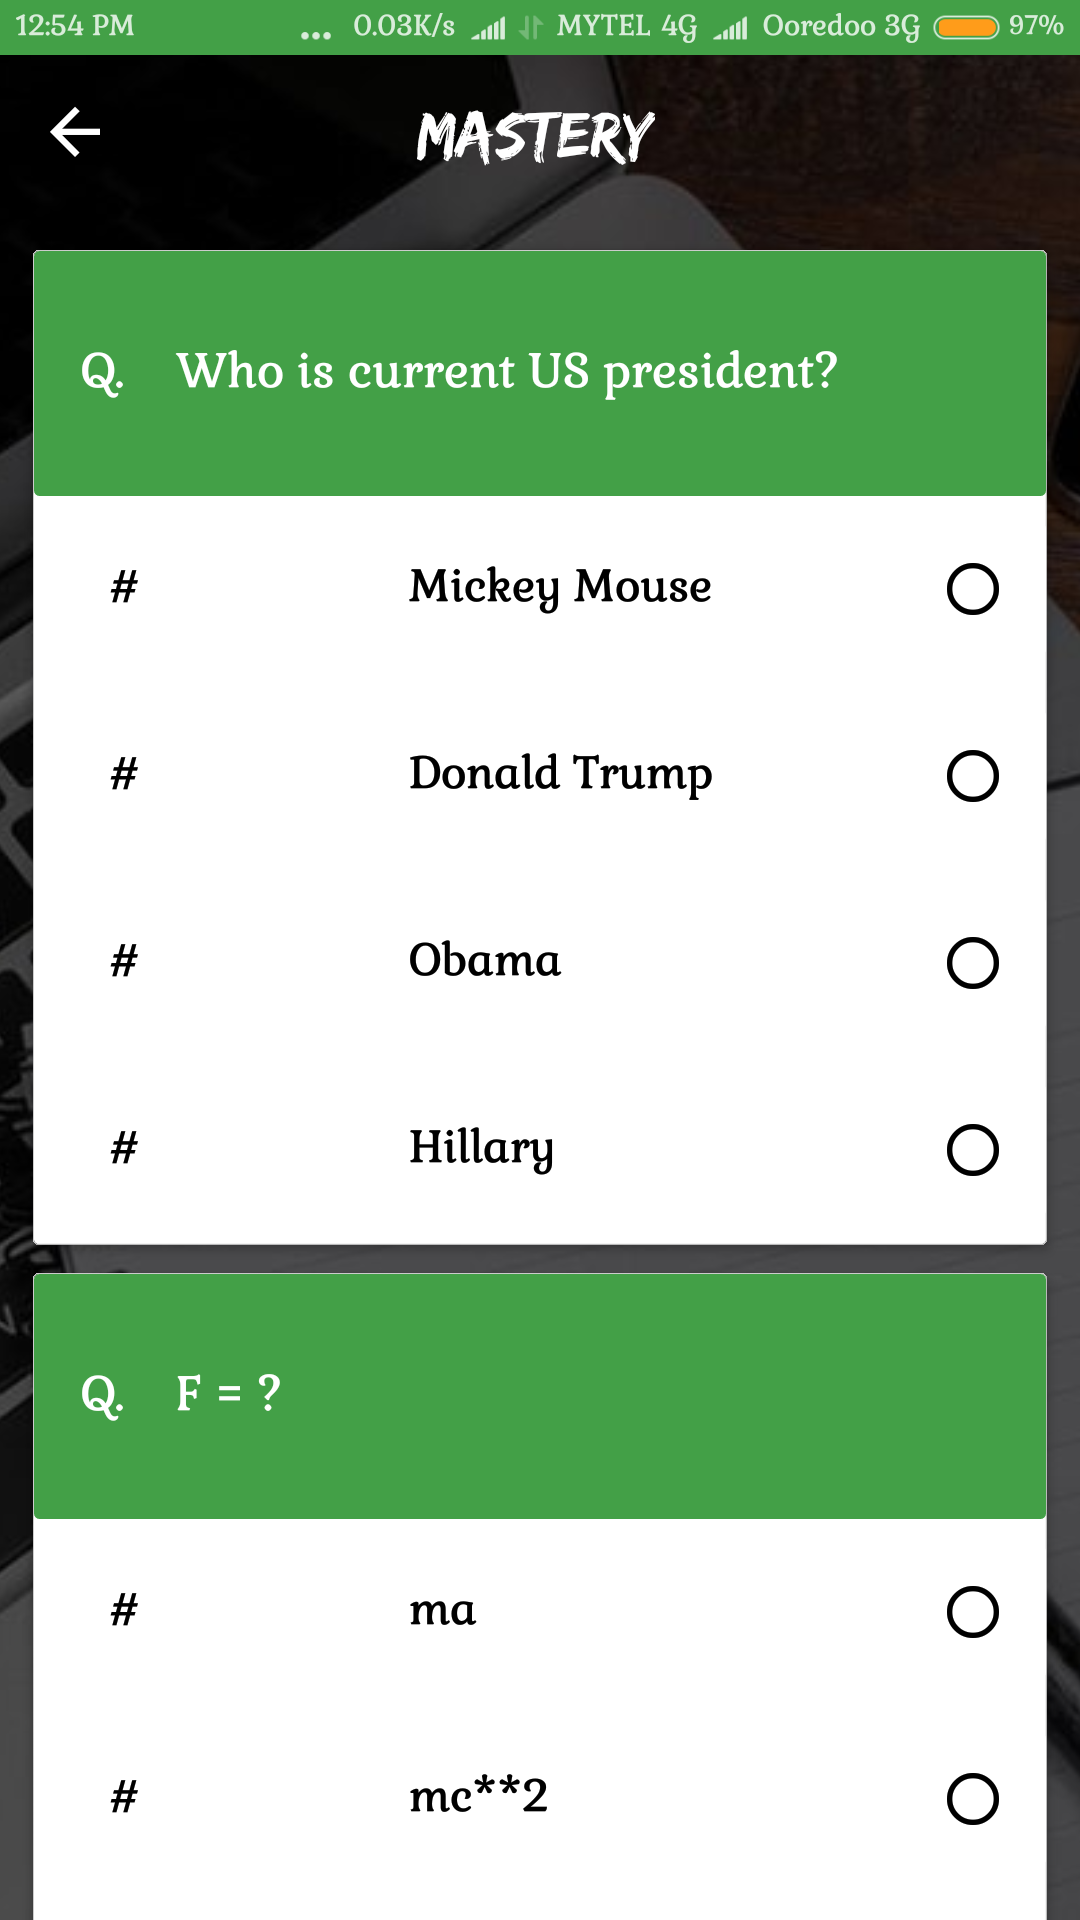 12:54 PM ... 0.03K/s MYTEL 4G Ooredoo 3G 97%
MASTERY
Q. Who is current US president?
# Mickey Mouse
# Donald Trump
# Obama
# Hillary
Q. F = ?
# ma
# mc**2